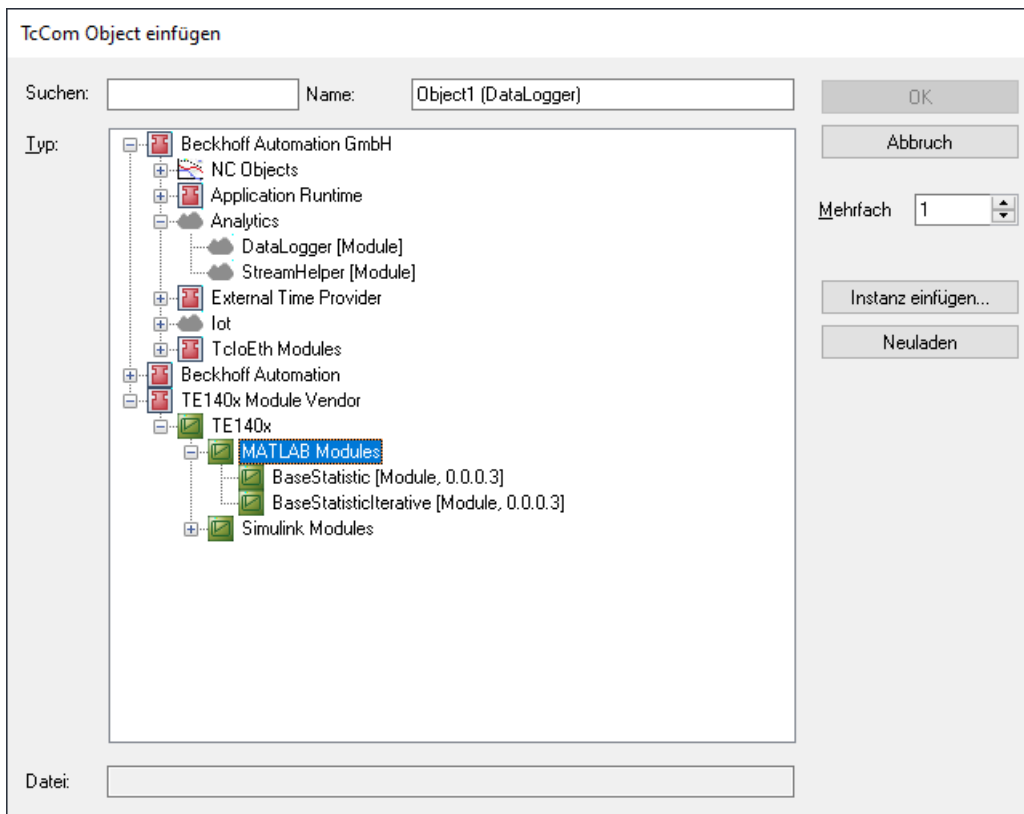 TcCom Object einfügen
Suchen:
Name: Object1 (DataLogger)
OK
Typ:
Beckhoff Automation GmbH
Abbruch
NC Objects
Application Runtime
Mehrfach 1
Analytics
DataLogger [Module]
StreamHelper [Module]
External Time Provider
Instanz einfügen...
Iot
TcIoEth Modules
Neuladen
Beckhoff Automation
TE140x Module Vendor
TE140x
MATLAB Modules
BaseStatistic [Module, 0.0.0.3]
BaseStatisticIterative [Module, 0.0.0.3]
Simulink Modules
Datei: